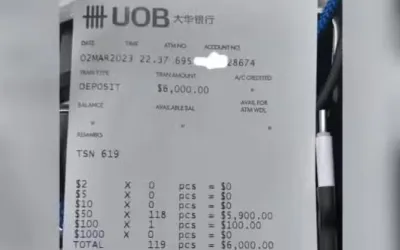 UOB 大华银行
DATE TIME ATM NO. ACCOUNT NO.
02MAR2023 22.37 695 28674
TRAN TYPE TRAN AMOUNT A/C CREDITED
DEPOSIT $6,000.00
BALANCE AVAILABLE BAL AVAIL FOR
ATM WDL
REMARKS
TSN 619
$2 X 0 pcs = $0
$5 X 0 pcs = $0
$10 X 0 pcs = $0
$50 X 118 pcs = $5,900.00
$100 X 1 pcs = $100.00
$1000 X 0 pcs = $0
TOTAL 119 pcs = $6,000.00